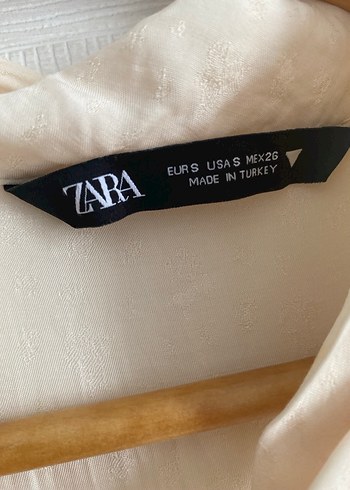 ZARA
EUR S USA S MEX 26
MADE IN TURKEY